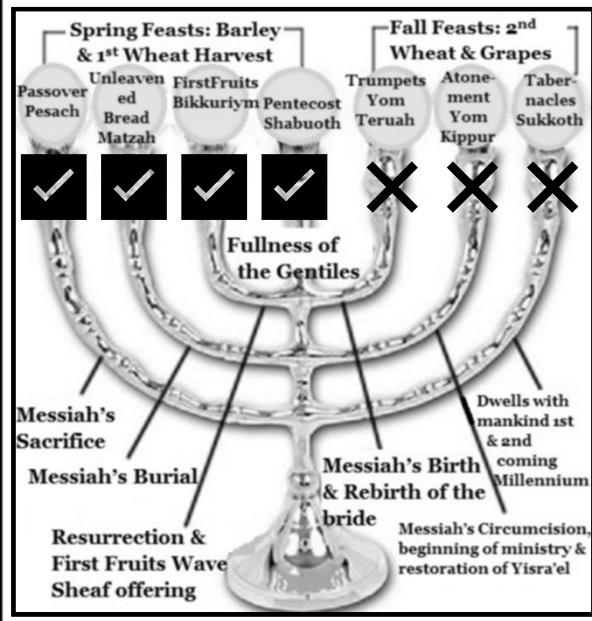 Spring Feasts: Barley
& 1st Wheat Harvest
Fall Feasts: 2nd
Wheat & Grapes
Passover
Pesach
Unleaven
ed
Bread
Matzah
FirstFruits
Bikkuriym
Pentecost
Shabuoth
Trumpets
Yom
Teruah
Atone-
ment
Yom
Kippur
Taber-
nacles
Sukkoth
Fullness of
the Gentiles
Messiah's
Sacrifice
Messiah's Burial
Resurrection &
First Fruits Wave
Sheaf offering
Messiah's Birth
& Rebirth of the
bride
Dwells with
mankind 1st
& 2nd
coming
Millennium
Messiah's Circumcision,
beginning of ministry &
restoration of Yisra'el